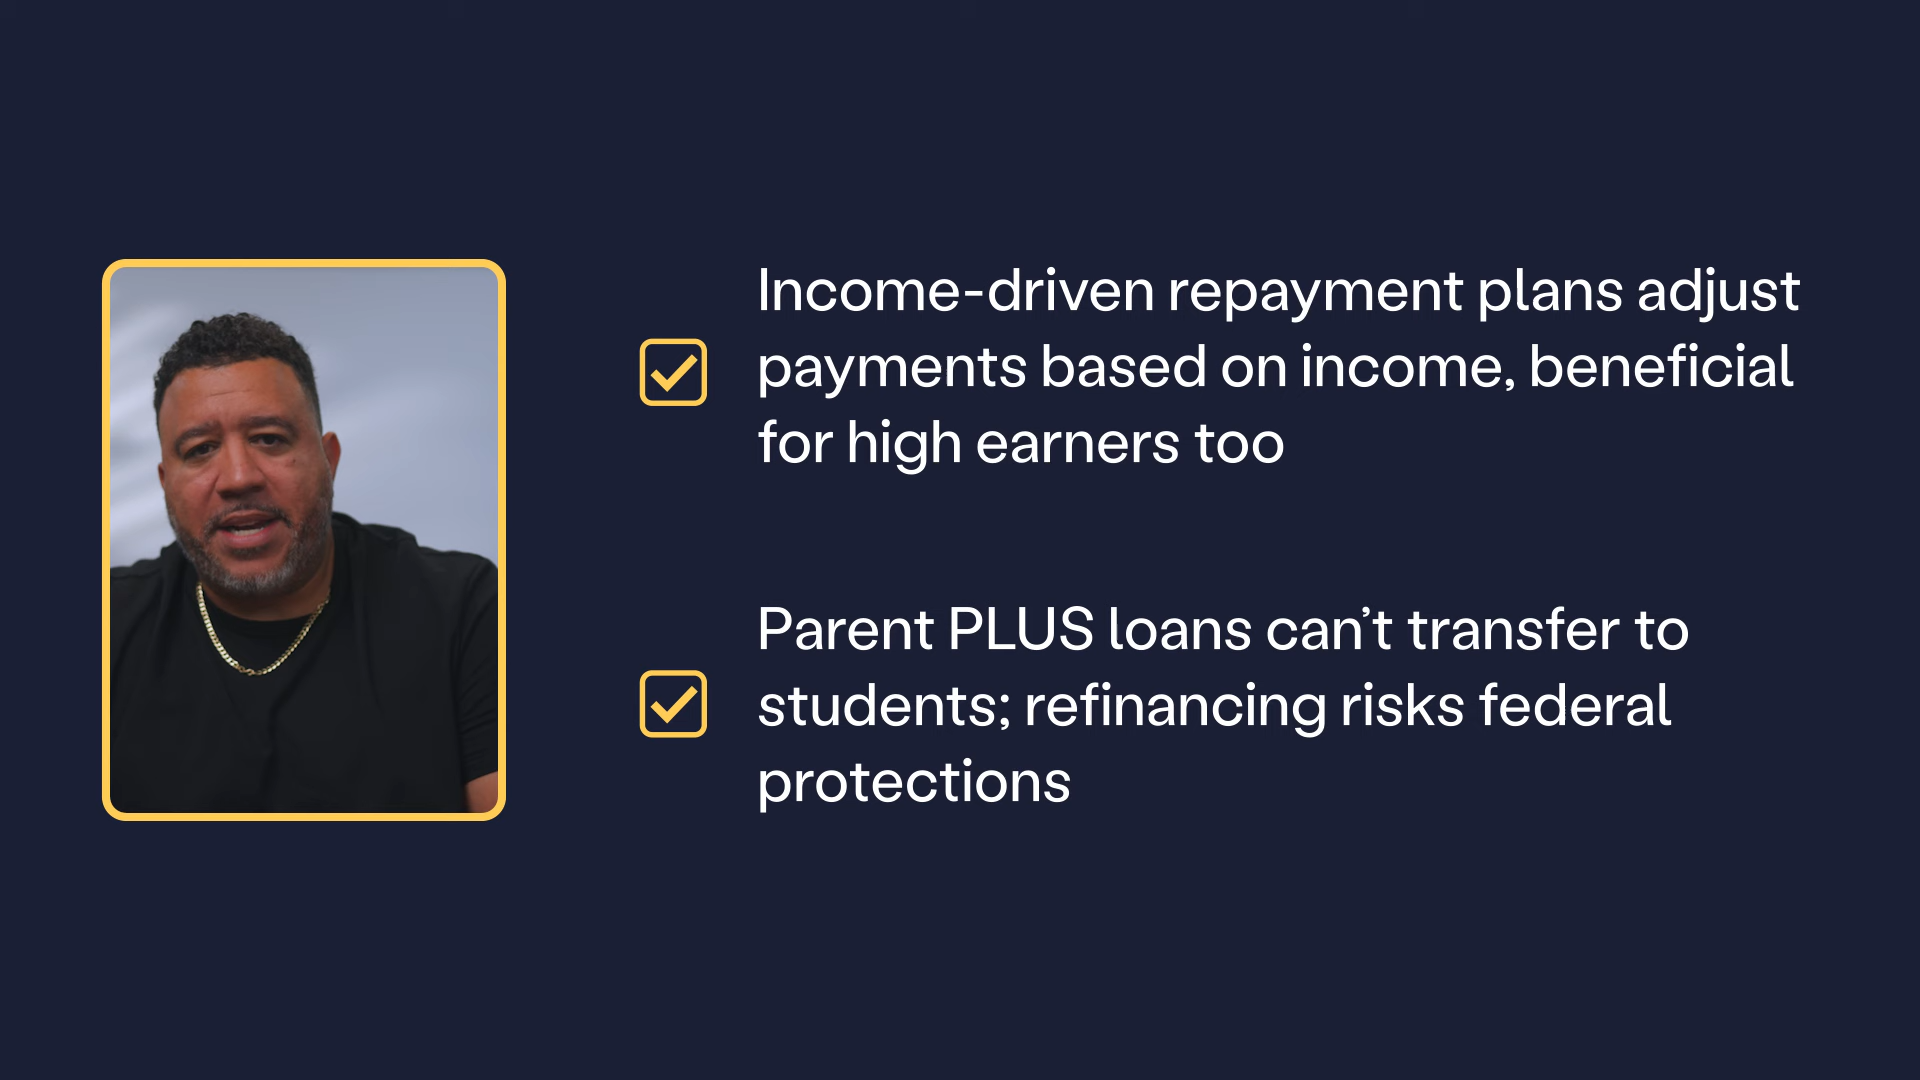 Income-driven repayment plans adjust
payments based on income, beneficial
for high earners too
Parent PLUS loans can’t transfer to
students; refinancing risks federal
protections